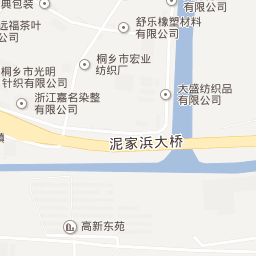 典包装
舒乐橡塑材料
有限公司
远福茶叶
有限公司
桐乡市宏业
纺织厂
桐乡市光明
针织有限公司
大盛纺织品
有限公司
浙江嘉名染整
有限公司
泥家浜大桥
镇
高新东苑